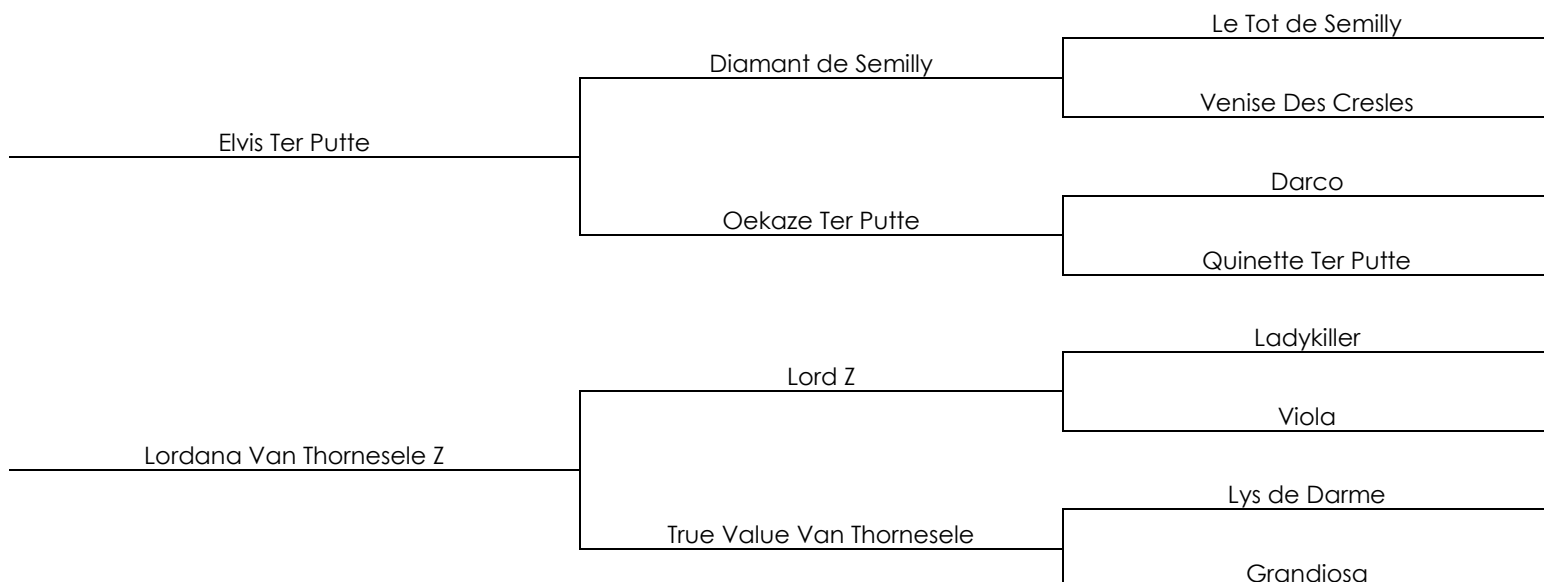 Le Tot de Semilly
Diamant de Semilly
Venise Des Cresles
Elvis Ter Putte
Darco
Oekaze Ter Putte
Quinette Ter Putte
Ladykiller
Lord Z
Viola
Lordana Van Thornesele Z
Lys de Darme
True Value Van Thornesele
Grandiosa